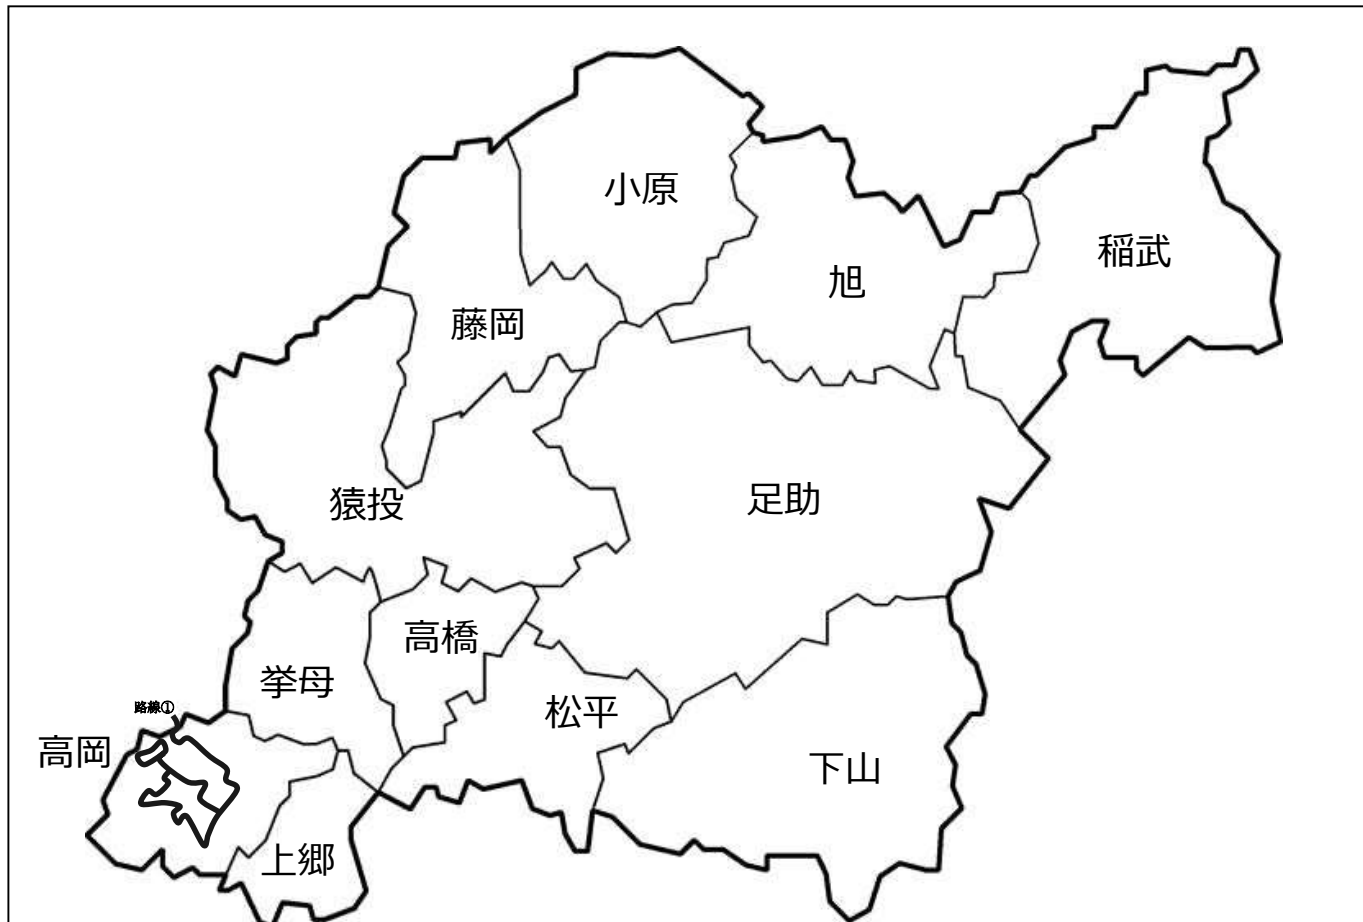 小原
稲武
旭
藤岡
足助
猿投
高橋
挙母
路線①
松平
高岡
下山
上郷